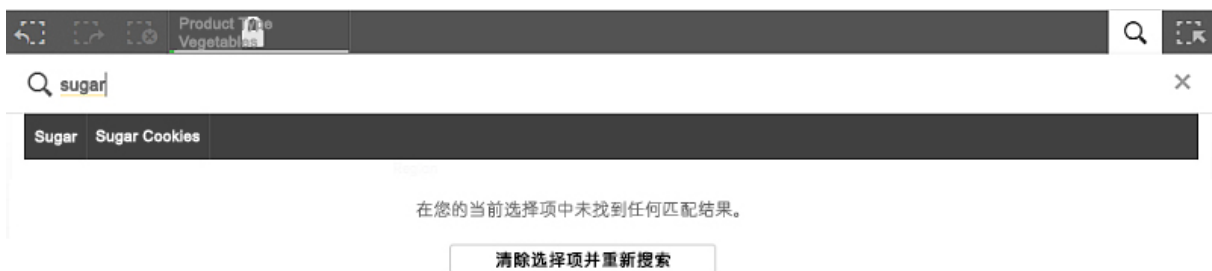 Product Type
Vegetables
sugar
Sugar Sugar Cookies
在您的当前选择项中未找到任何匹配结果。
清除选择项并重新搜索